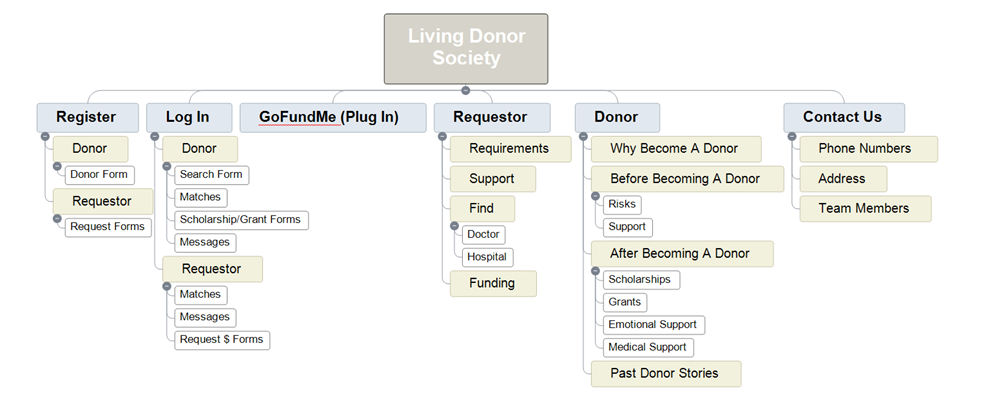 Living Donor
Society
Register
Donor
Donor Form
Requestor
Request Forms
Log In
Donor
Search Form
Matches
Scholarship/Grant Forms
Messages
Requestor
Matches
Messages
Request $ Forms
GoFundMe (Plug In)
Requestor
Requirements
Support
Find
Doctor
Hospital
Funding
Donor
Why Become A Donor
Before Becoming A Donor
Risks
Support
After Becoming A Donor
Scholarships
Grants
Emotional Support
Medical Support
Past Donor Stories
Contact Us
Phone Numbers
Address
Team Members